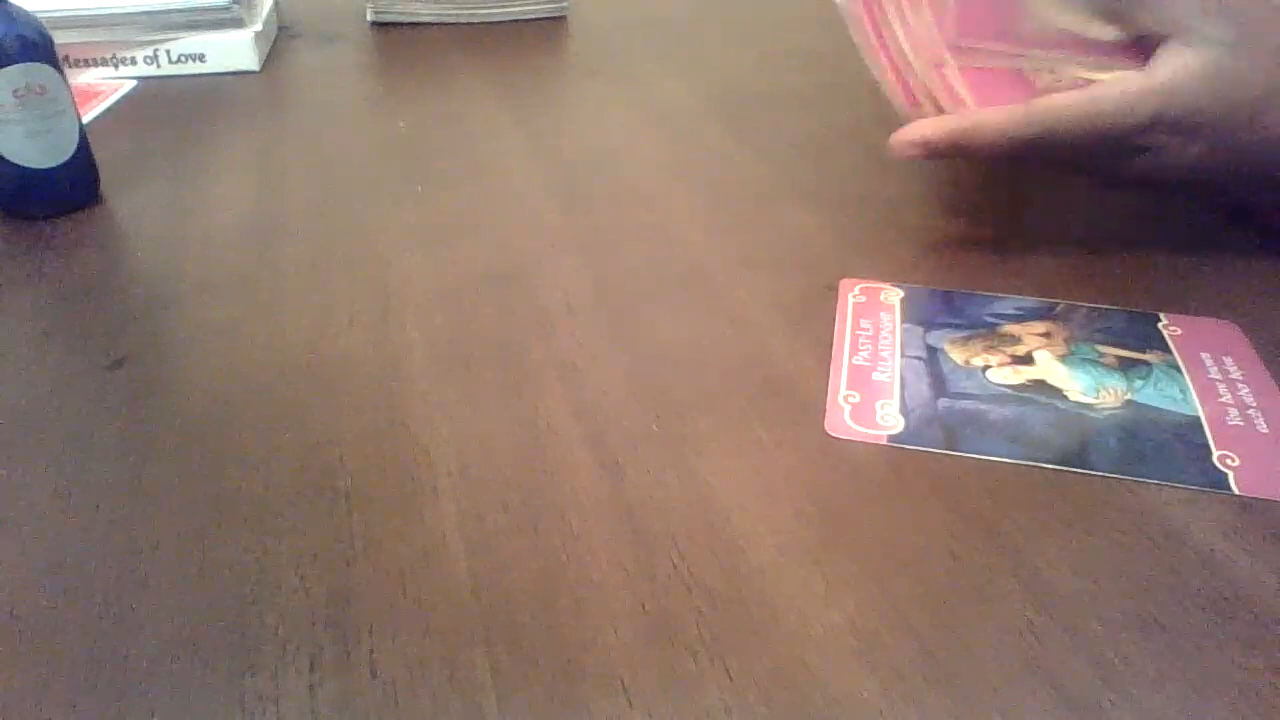 Messages of Love
PAST-LIFE
RELATIONSHIP
You have known
each other before.